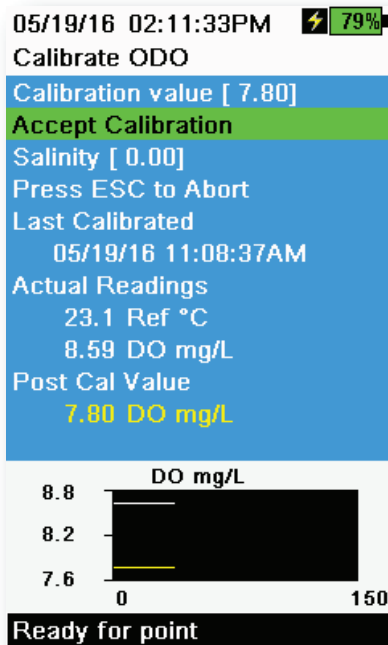 05/19/16 02:11:33PM 79%
Calibrate ODO
Calibration value [ 7.80]
Accept Calibration
Salinity [ 0.00]
Press ESC to Abort
Last Calibrated
05/19/16 11:08:37AM
Actual Readings
23.1 Ref °C
8.59 DO mg/L
Post Cal Value
7.80 DO mg/L
DO mg/L
8.8
8.2
7.6
0 150
Ready for point